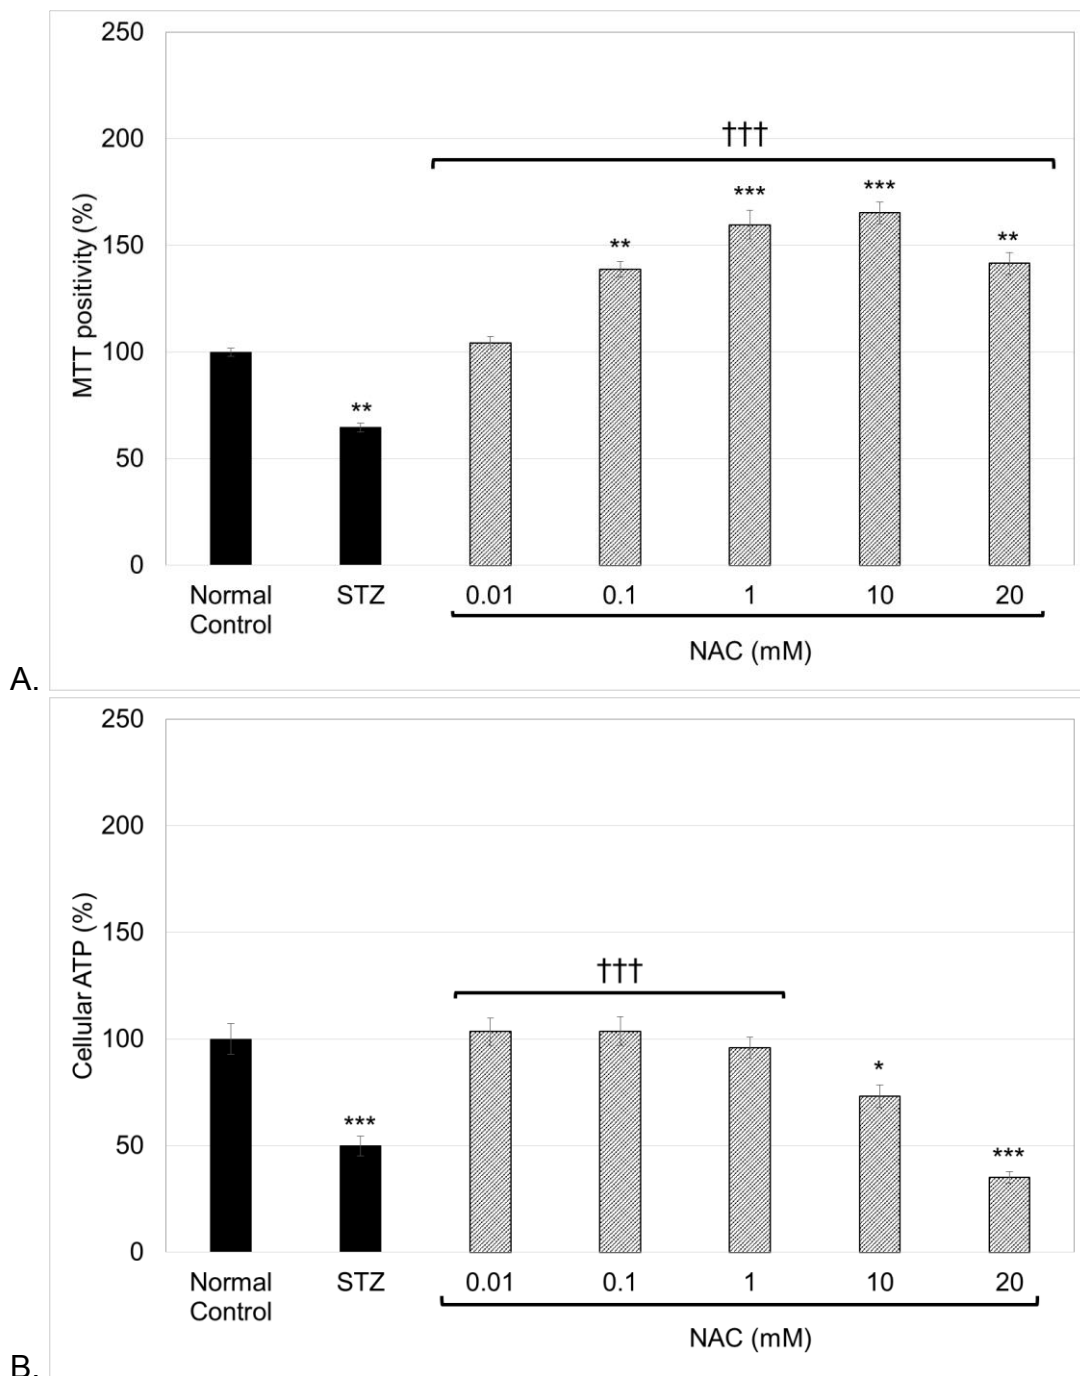 250
200
150
100
50
0
MTT positivity (%)
†††
**
**
***
***
**
Normal
Control
STZ
0.01
0.1
1
10
20
NAC (mM)
A.
250
200
150
100
50
0
Cellular ATP (%)
†††
***
*
***
Normal
Control
STZ
0.01
0.1
1
10
20
NAC (mM)
B.